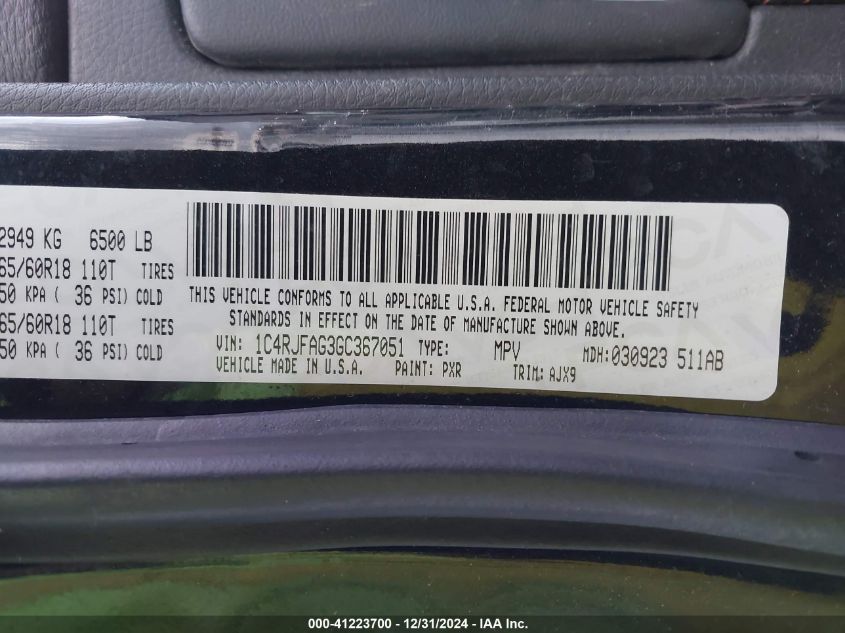 2949 KG 6500 LB
65/60R18 110T TIRES
50 KPA ( 36 PSI) COLD
65/60R18 110T TIRES
50 KPA ( 36 PSI) COLD
THIS VEHICLE CONFORMS TO ALL APPLICABLE U.S.A. FEDERAL MOTOR VEHICLE SAFETY
STANDARDS IN EFFECT ON THE DATE OF MANUFACTURE SHOWN ABOVE.
VIN: 1C4RJFAG3GC367051 TYPE: MPV MDH:030923 511AB
VEHICLE MADE IN U.S.A. PAINT: PXR TRIM: AJX9
000-41223700 - 12/31/2024 - IAA Inc.